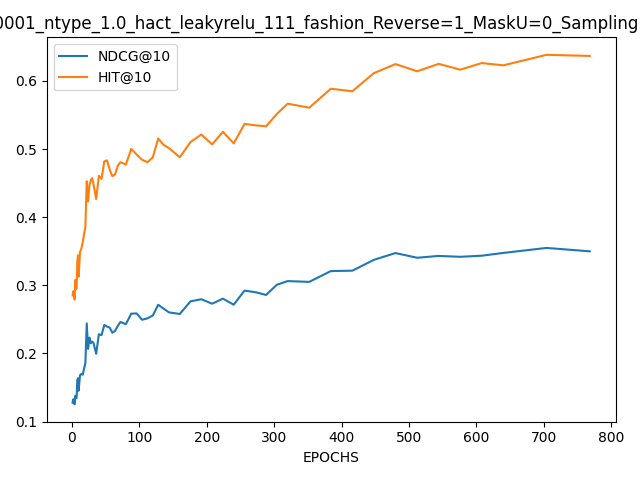 0001_ntype_1.0_hact_leakyrelu_111_fashion_Reverse=1_MaskU=0_Sampling
NDCG@10
HIT@10
0.6
0.5
0.4
0.3
0.2
0.1
0 100 200 300 400 500 600 700 800
EPOCHS